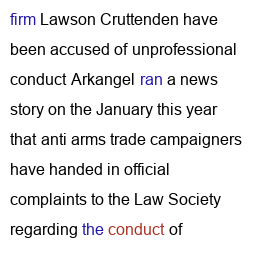 firm Lawson Cruttenden have
been accused of unprofessional
conduct Arkangel ran a news
story on the January this year
that anti arms trade campaigners
have handed in official
complaints to the Law Society
regarding the conduct of